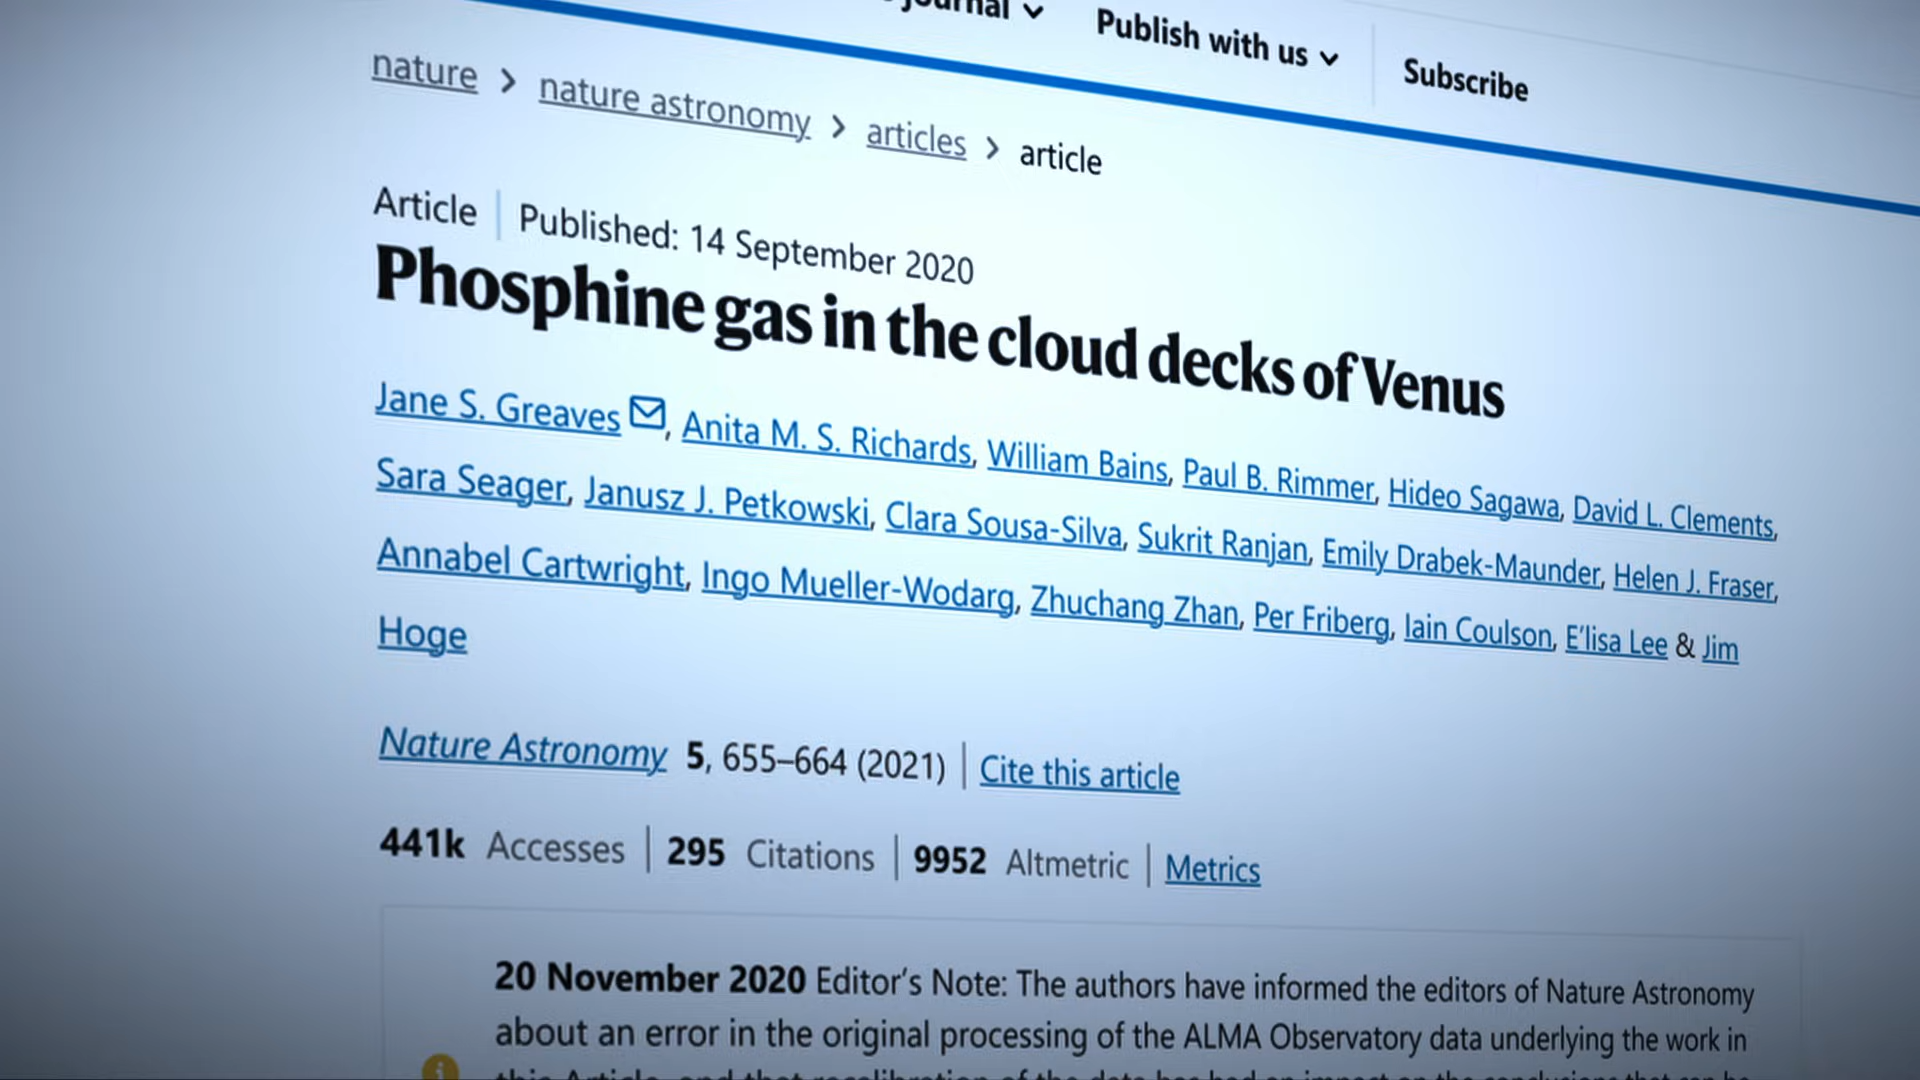 Publish with us
Subscribe
nature > nature astronomy > articles > article
Article | Published: 14 September 2020
Phosphine gas in the cloud decks of Venus
Jane S. Greaves, Anita M. S. Richards, William Bains, Paul B. Rimmer, Hideo Sagawa, David L. Clements,
Sara Seager, Janusz J. Petkowski, Clara Sousa-Silva, Sukrit Ranjan, Emily Drabek-Maunder, Helen J. Fraser,
Annabel Cartwright, Ingo Mueller-Wodarg, Zhuchang Zhan, Per Friberg, Iain Coulson, E'lisa Lee & Jim
Hoge
Nature Astronomy 5, 655–664 (2021) | Cite this article
441k Accesses | 295 Citations | 9952 Altmetric | Metrics
20 November 2020 Editor's Note: The authors have informed the editors of Nature Astronomy
about an error in the original processing of the ALMA Observatory data underlying the work in